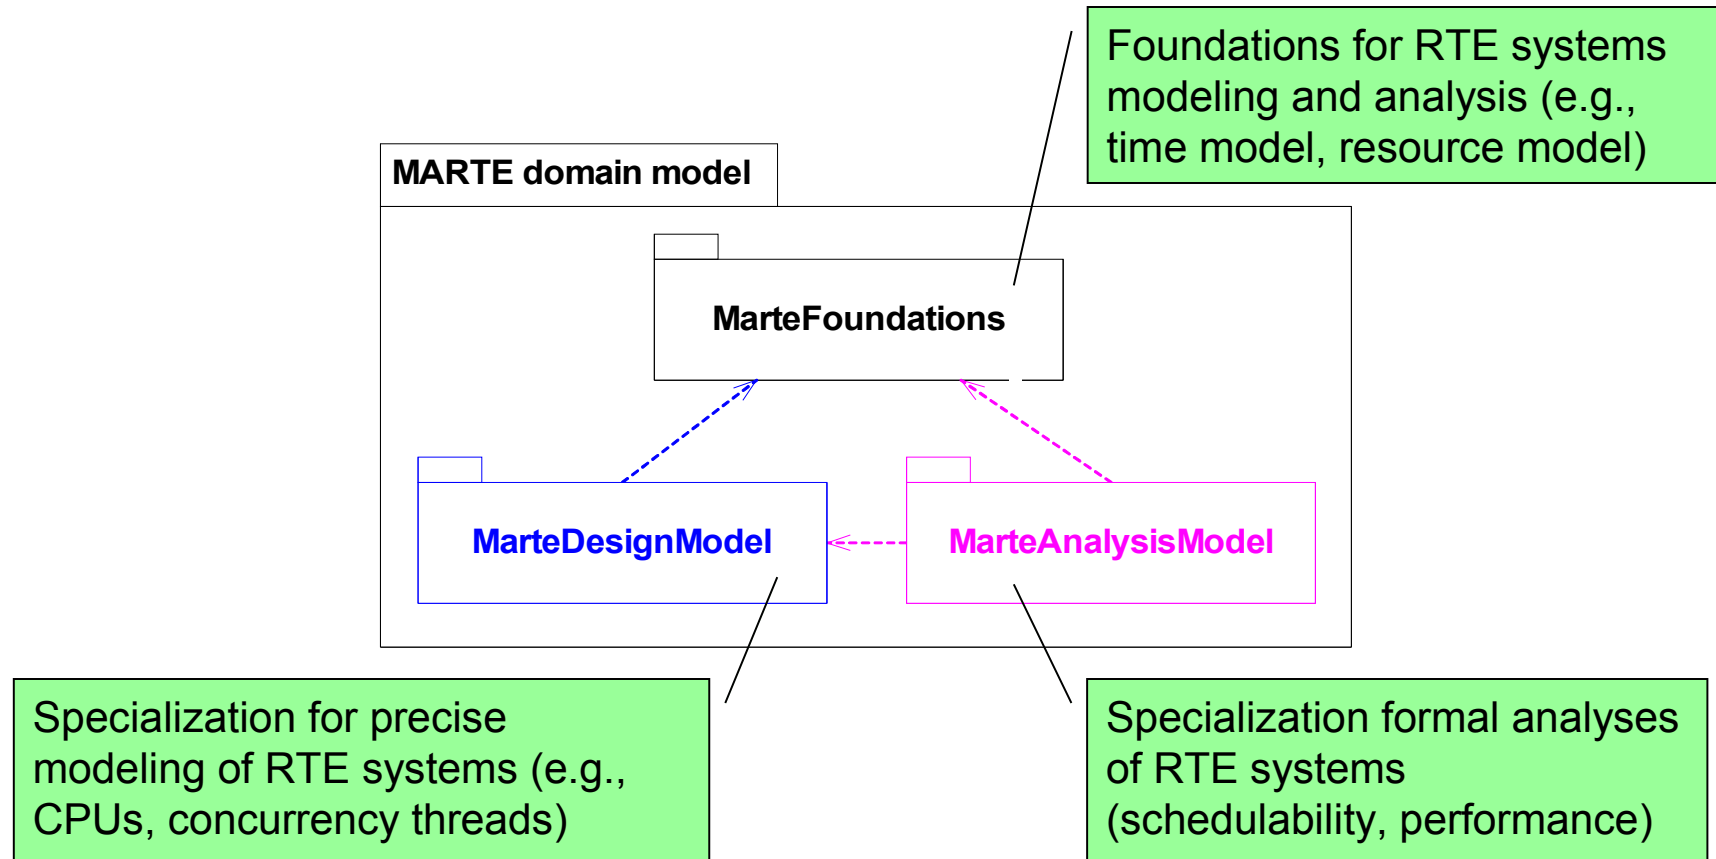 Foundations for RTE systems
modeling and analysis (e.g.,
time model, resource model)
MARTE domain model
MarteFoundations
MarteDesignModel
MarteAnalysisModel
Specialization for precise
modeling of RTE systems (e.g.,
CPUs, concurrency threads)
Specialization formal analyses
of RTE systems
(schedulability, performance)